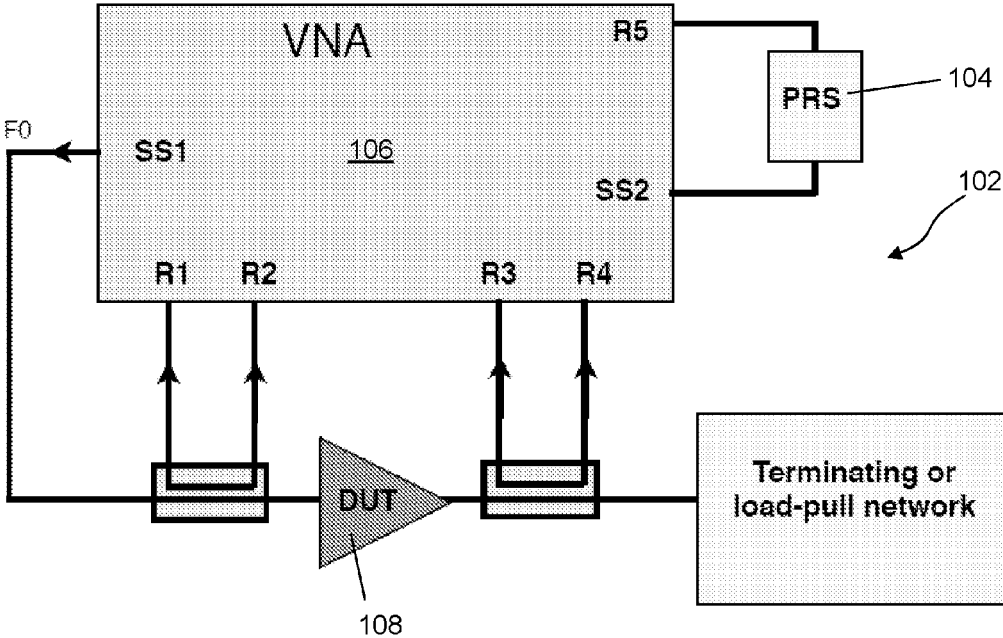 VNA
R5
PRS
104
F0
SS1
106
SS2
102
R1
R2
R3
R4
Terminating or
load-pull network
DUT
108